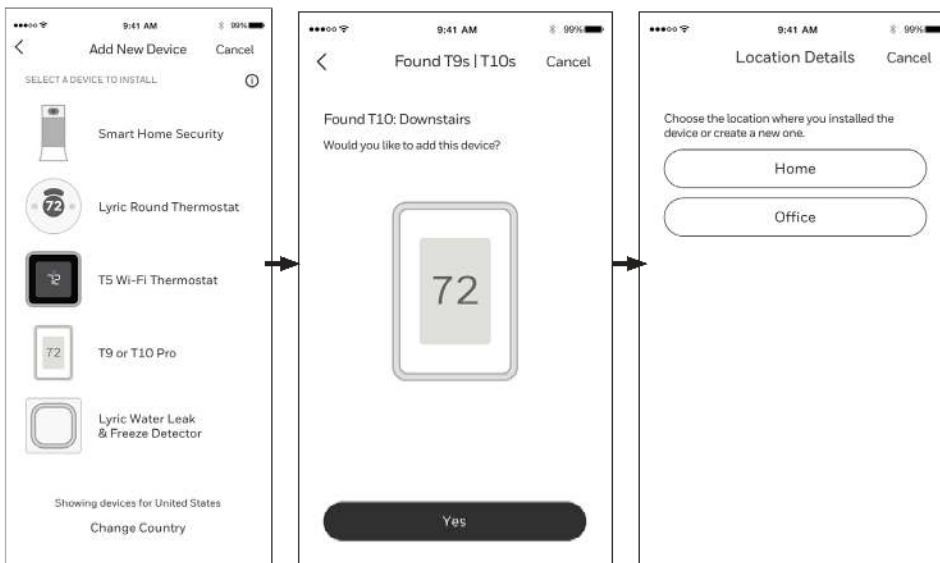 9:41 AM
99%
Add New Device
Cancel
SELECT A DEVICE TO INSTALL
Smart Home Security
72
Lyric Round Thermostat
72
T5 Wi-Fi Thermostat
72
T9 or T10 Pro
Lyric Water Leak
& Freeze Detector
Showing devices for United States
Change Country
9:41 AM
99%
Found T9s | T10s
Cancel
Found T10: Downstairs
Would you like to add this device?
72
Yes
9:41 AM
99%
Location Details
Cancel
Choose the location where you installed the
device or create a new one.
Home
Office